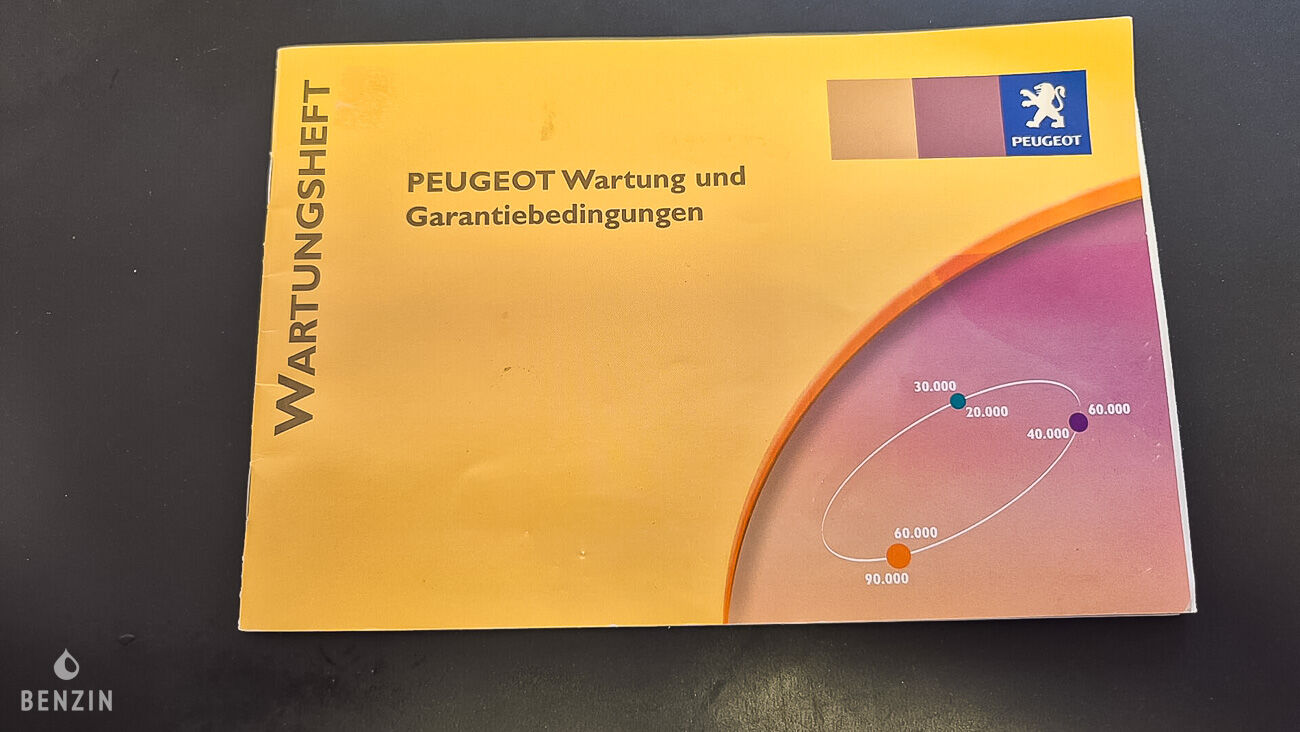 WARTUNGSHEFT
PEUGEOT Wartung und
Garantiebedingungen
PEUGEOT
30.000
20.000
60.000
40.000
60.000
90.000
BENZIN